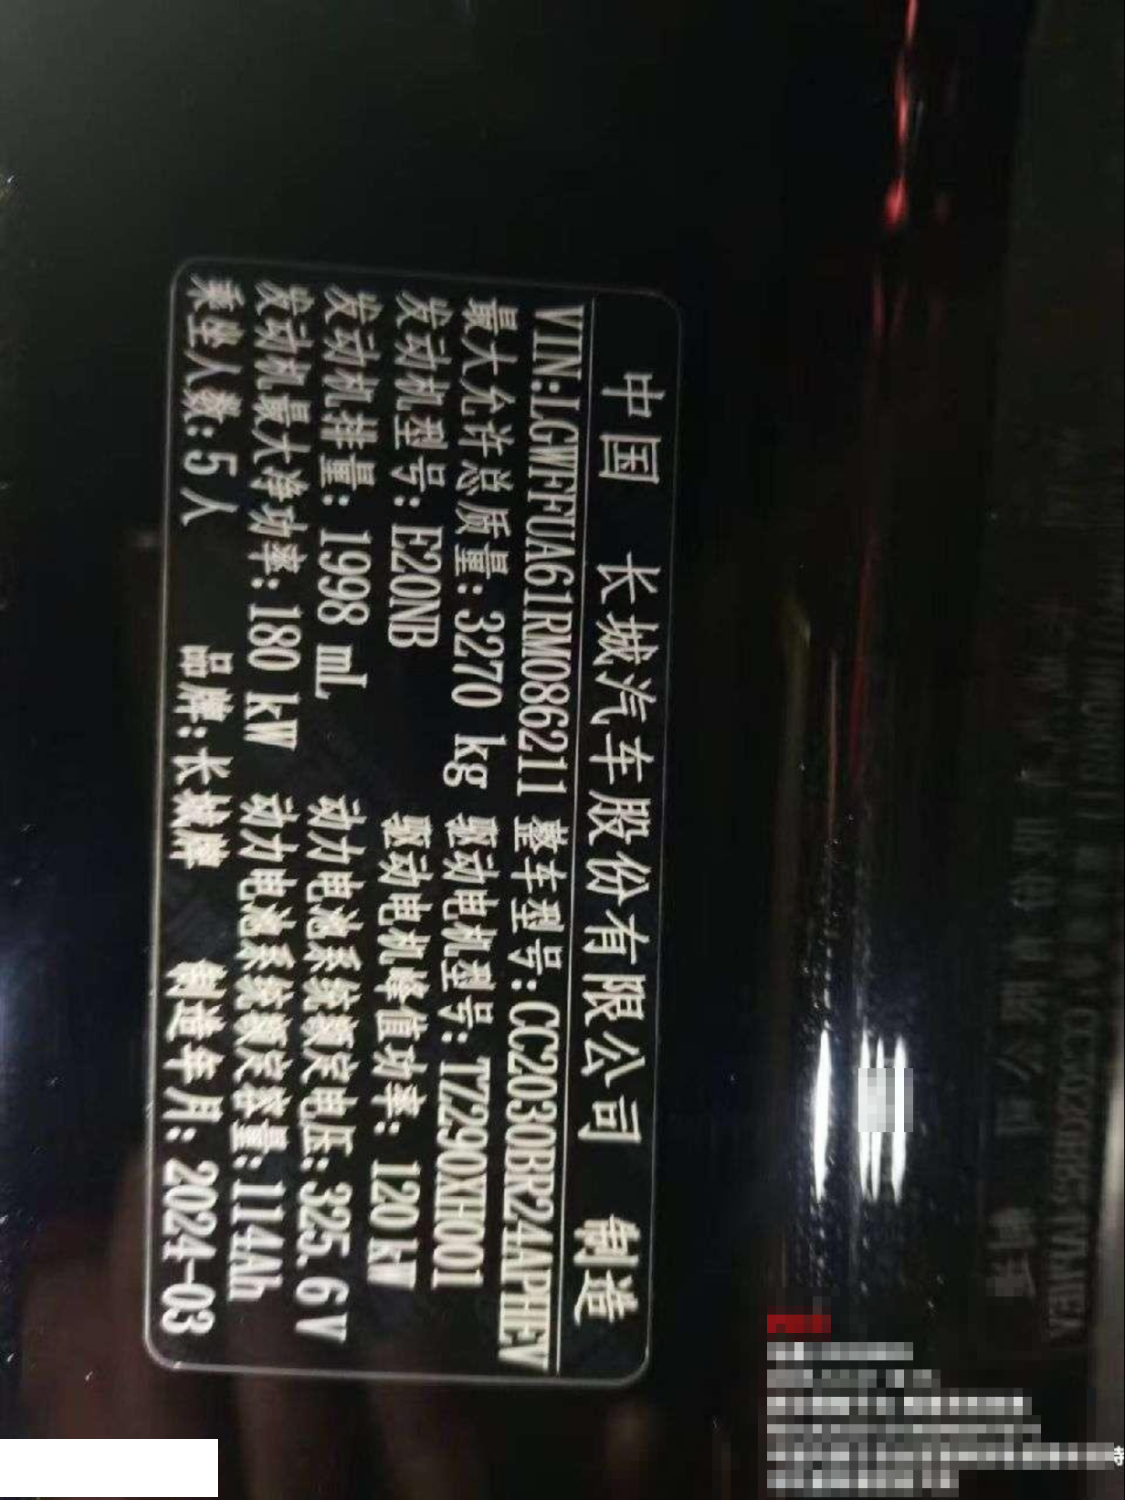 中国 长城汽车股份有限公司 制造
VIN:LGWFFUA61RM086211 整车型号:CC2030BR24APHEV
最大允许总质量:3270 kg 驱动电机型号:TZ290XH001
发动机型号:E20NB 驱动电机峰值功率:120kW
发动机排量:1998 mL 动力电池系统额定电压:325.6V
发动机最大净功率:180 kW 动力电池系统额定容量:114Ah
乘坐人数:5人 品牌:长城牌 制造年月:2024-03